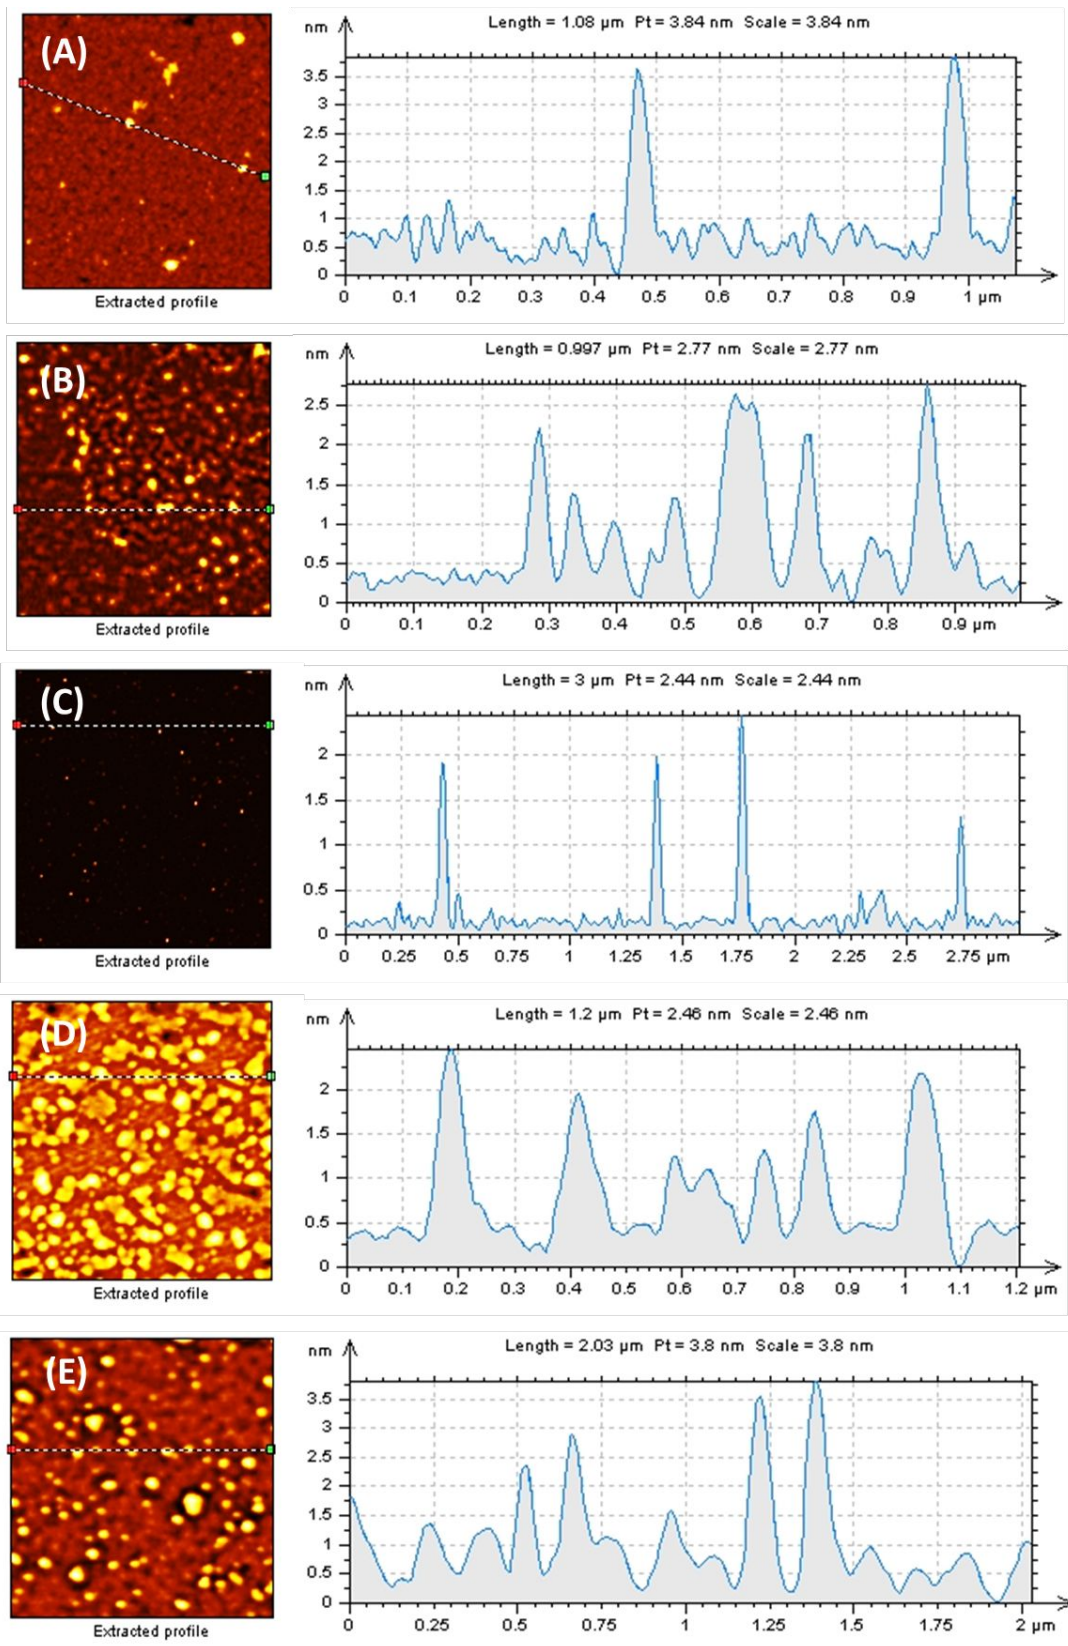 (A)
Extracted profile
Length = 1.08 µm Pt = 3.84 nm Scale = 3.84 nm
nm
3.5
3
2.5
2
1.5
1
0.5
0
0 0.1 0.2 0.3 0.4 0.5 0.6 0.7 0.8 0.9 1 µm
(B)
Extracted profile
Length = 0.997 µm Pt = 2.77 nm Scale = 2.77 nm
nm
2.5
2
1.5
1
0.5
0
0 0.1 0.2 0.3 0.4 0.5 0.6 0.7 0.8 0.9 µm
(C)
Extracted profile
Length = 3 µm Pt = 2.44 nm Scale = 2.44 nm
nm
2
1.5
1
0.5
0
0 0.25 0.5 0.75 1 1.25 1.5 1.75 2 2.25 2.5 2.75 µm
(D)
Extracted profile
Length = 1.2 µm Pt = 2.46 nm Scale = 2.46 nm
nm
2
1.5
1
0.5
0
0 0.1 0.2 0.3 0.4 0.5 0.6 0.7 0.8 0.9 1 1.1 1.2 µm
(E)
Extracted profile
Length = 2.03 µm Pt = 3.8 nm Scale = 3.8 nm
nm
3.5
3
2.5
2
1.5
1
0.5
0
0 0.25 0.5 0.75 1 1.25 1.5 1.75 2 µm